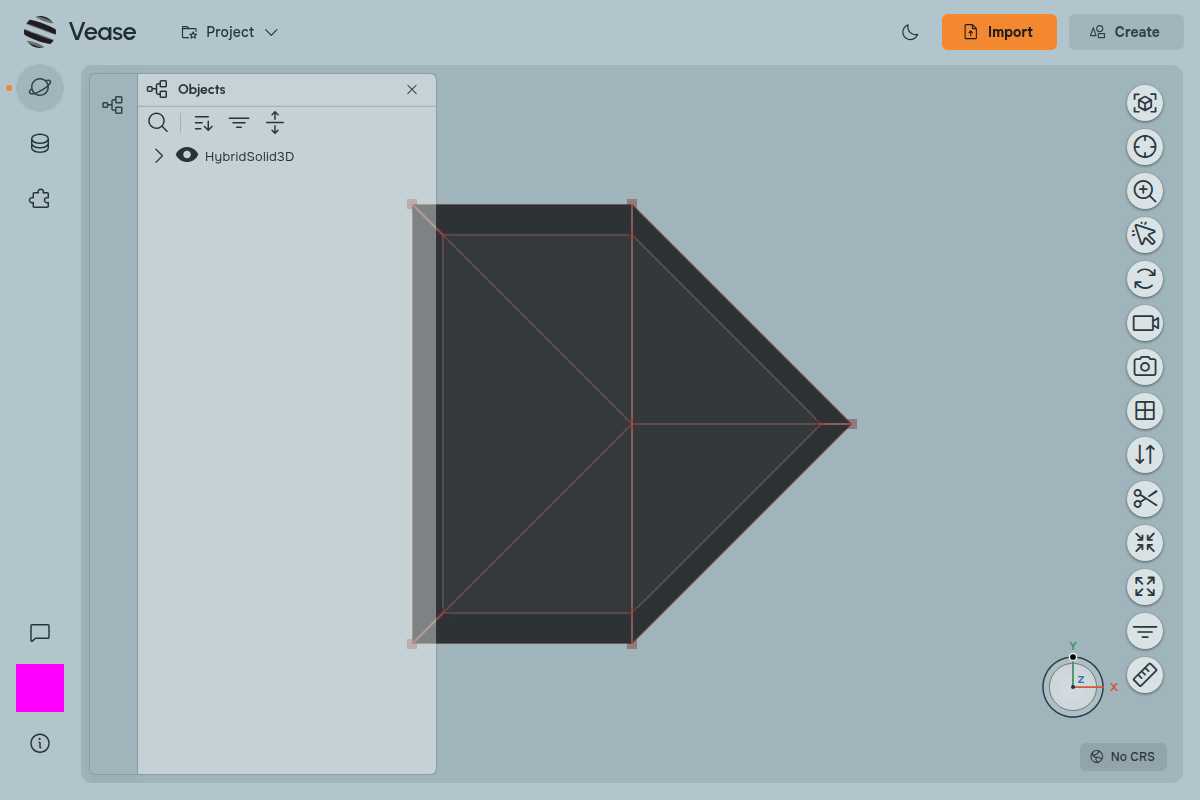 Vease
Project
Import
Create
Objects
HybridSolid3D
Y
Z
X
No CRS